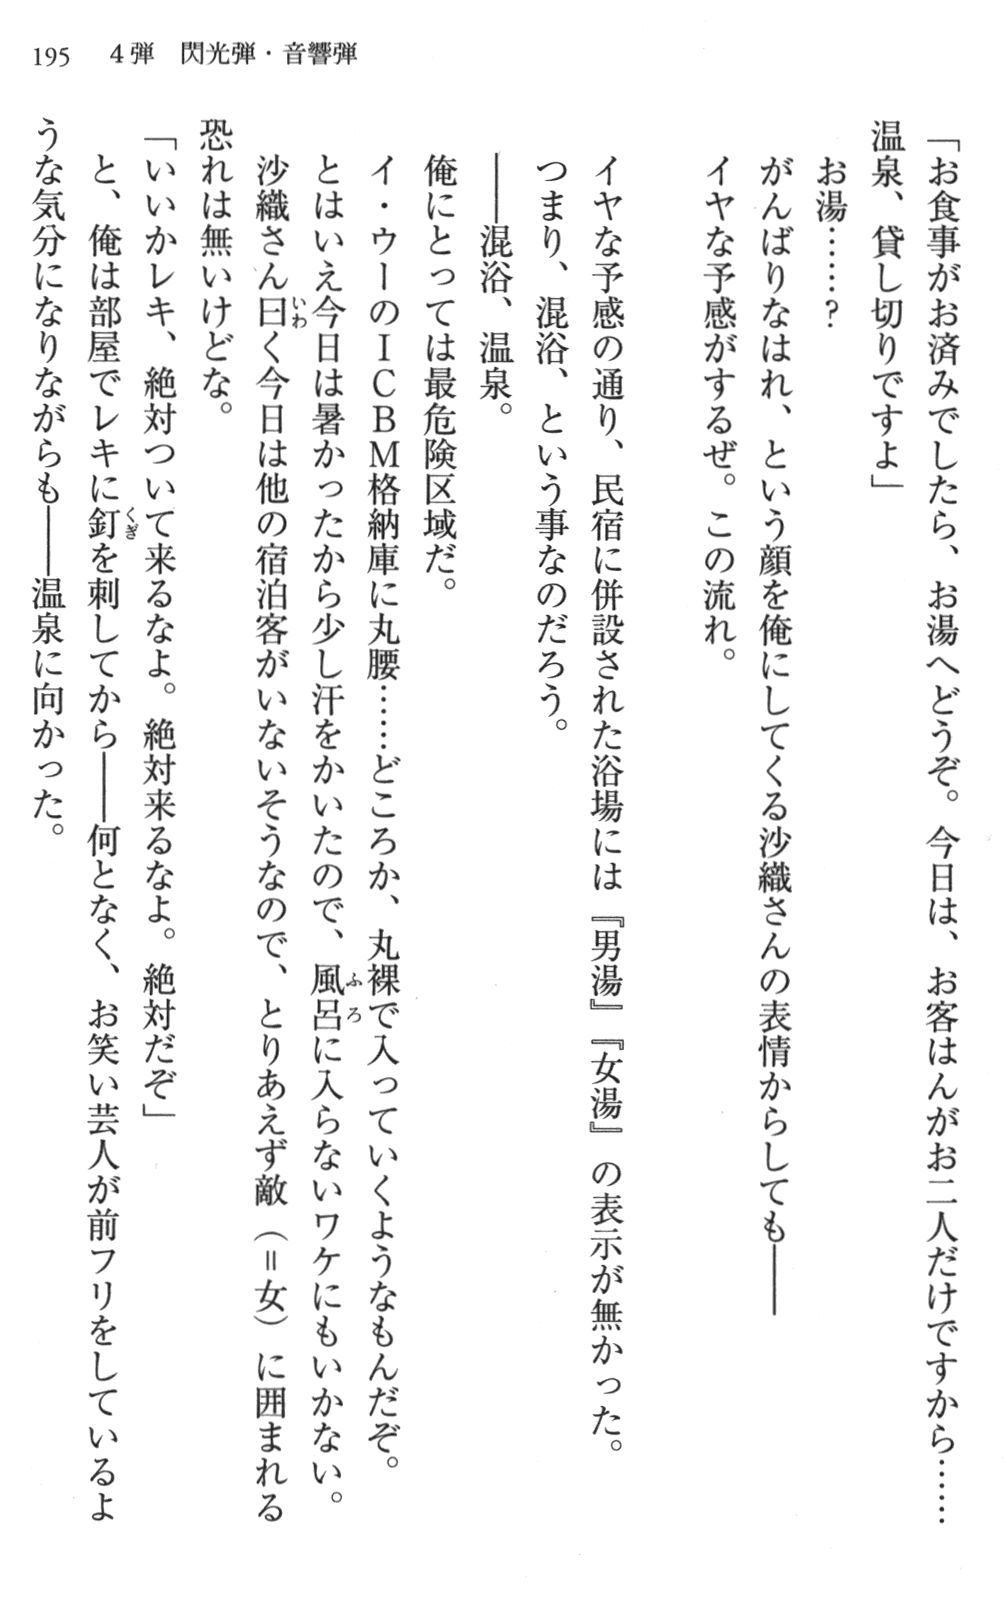 195　4弾　閃光弾・音響弾
「お食事がお済みでしたら、お湯へどうぞ。今日は、お客はんがお二人だけですから……
温泉、貸し切りですよ」
お湯……?
がんばりなはれ、という顔を俺にしてくる沙織さんの表情からしても――
イヤな予感がするぜ。この流れ。
イヤな予感の通り、民宿に併設された浴場には『男湯』『女湯』の表示が無かった。
つまり、混浴、という事なのだろう。
――混浴、温泉。
俺にとっては最危険区域だ。
イ・ウーのICBM格納庫に丸腰……どころか、丸裸で入っていくようなもんだぞ。
とはいえ今日は暑かったから少し汗をかいたので、風呂に入らないワケにもいかない。
沙織さん曰く今日は他の宿泊客がいないそうなので、とりあえず敵(=女)に囲まれる
恐れは無いけどな。
「いいかレキ、絶対ついて来るなよ。絶対来るなよ。絶対だぞ」
と、俺は部屋でレキに釘を刺してから――何となく、お笑い芸人が前フリをしているよ
うな気分になりながらも――温泉に向かった。